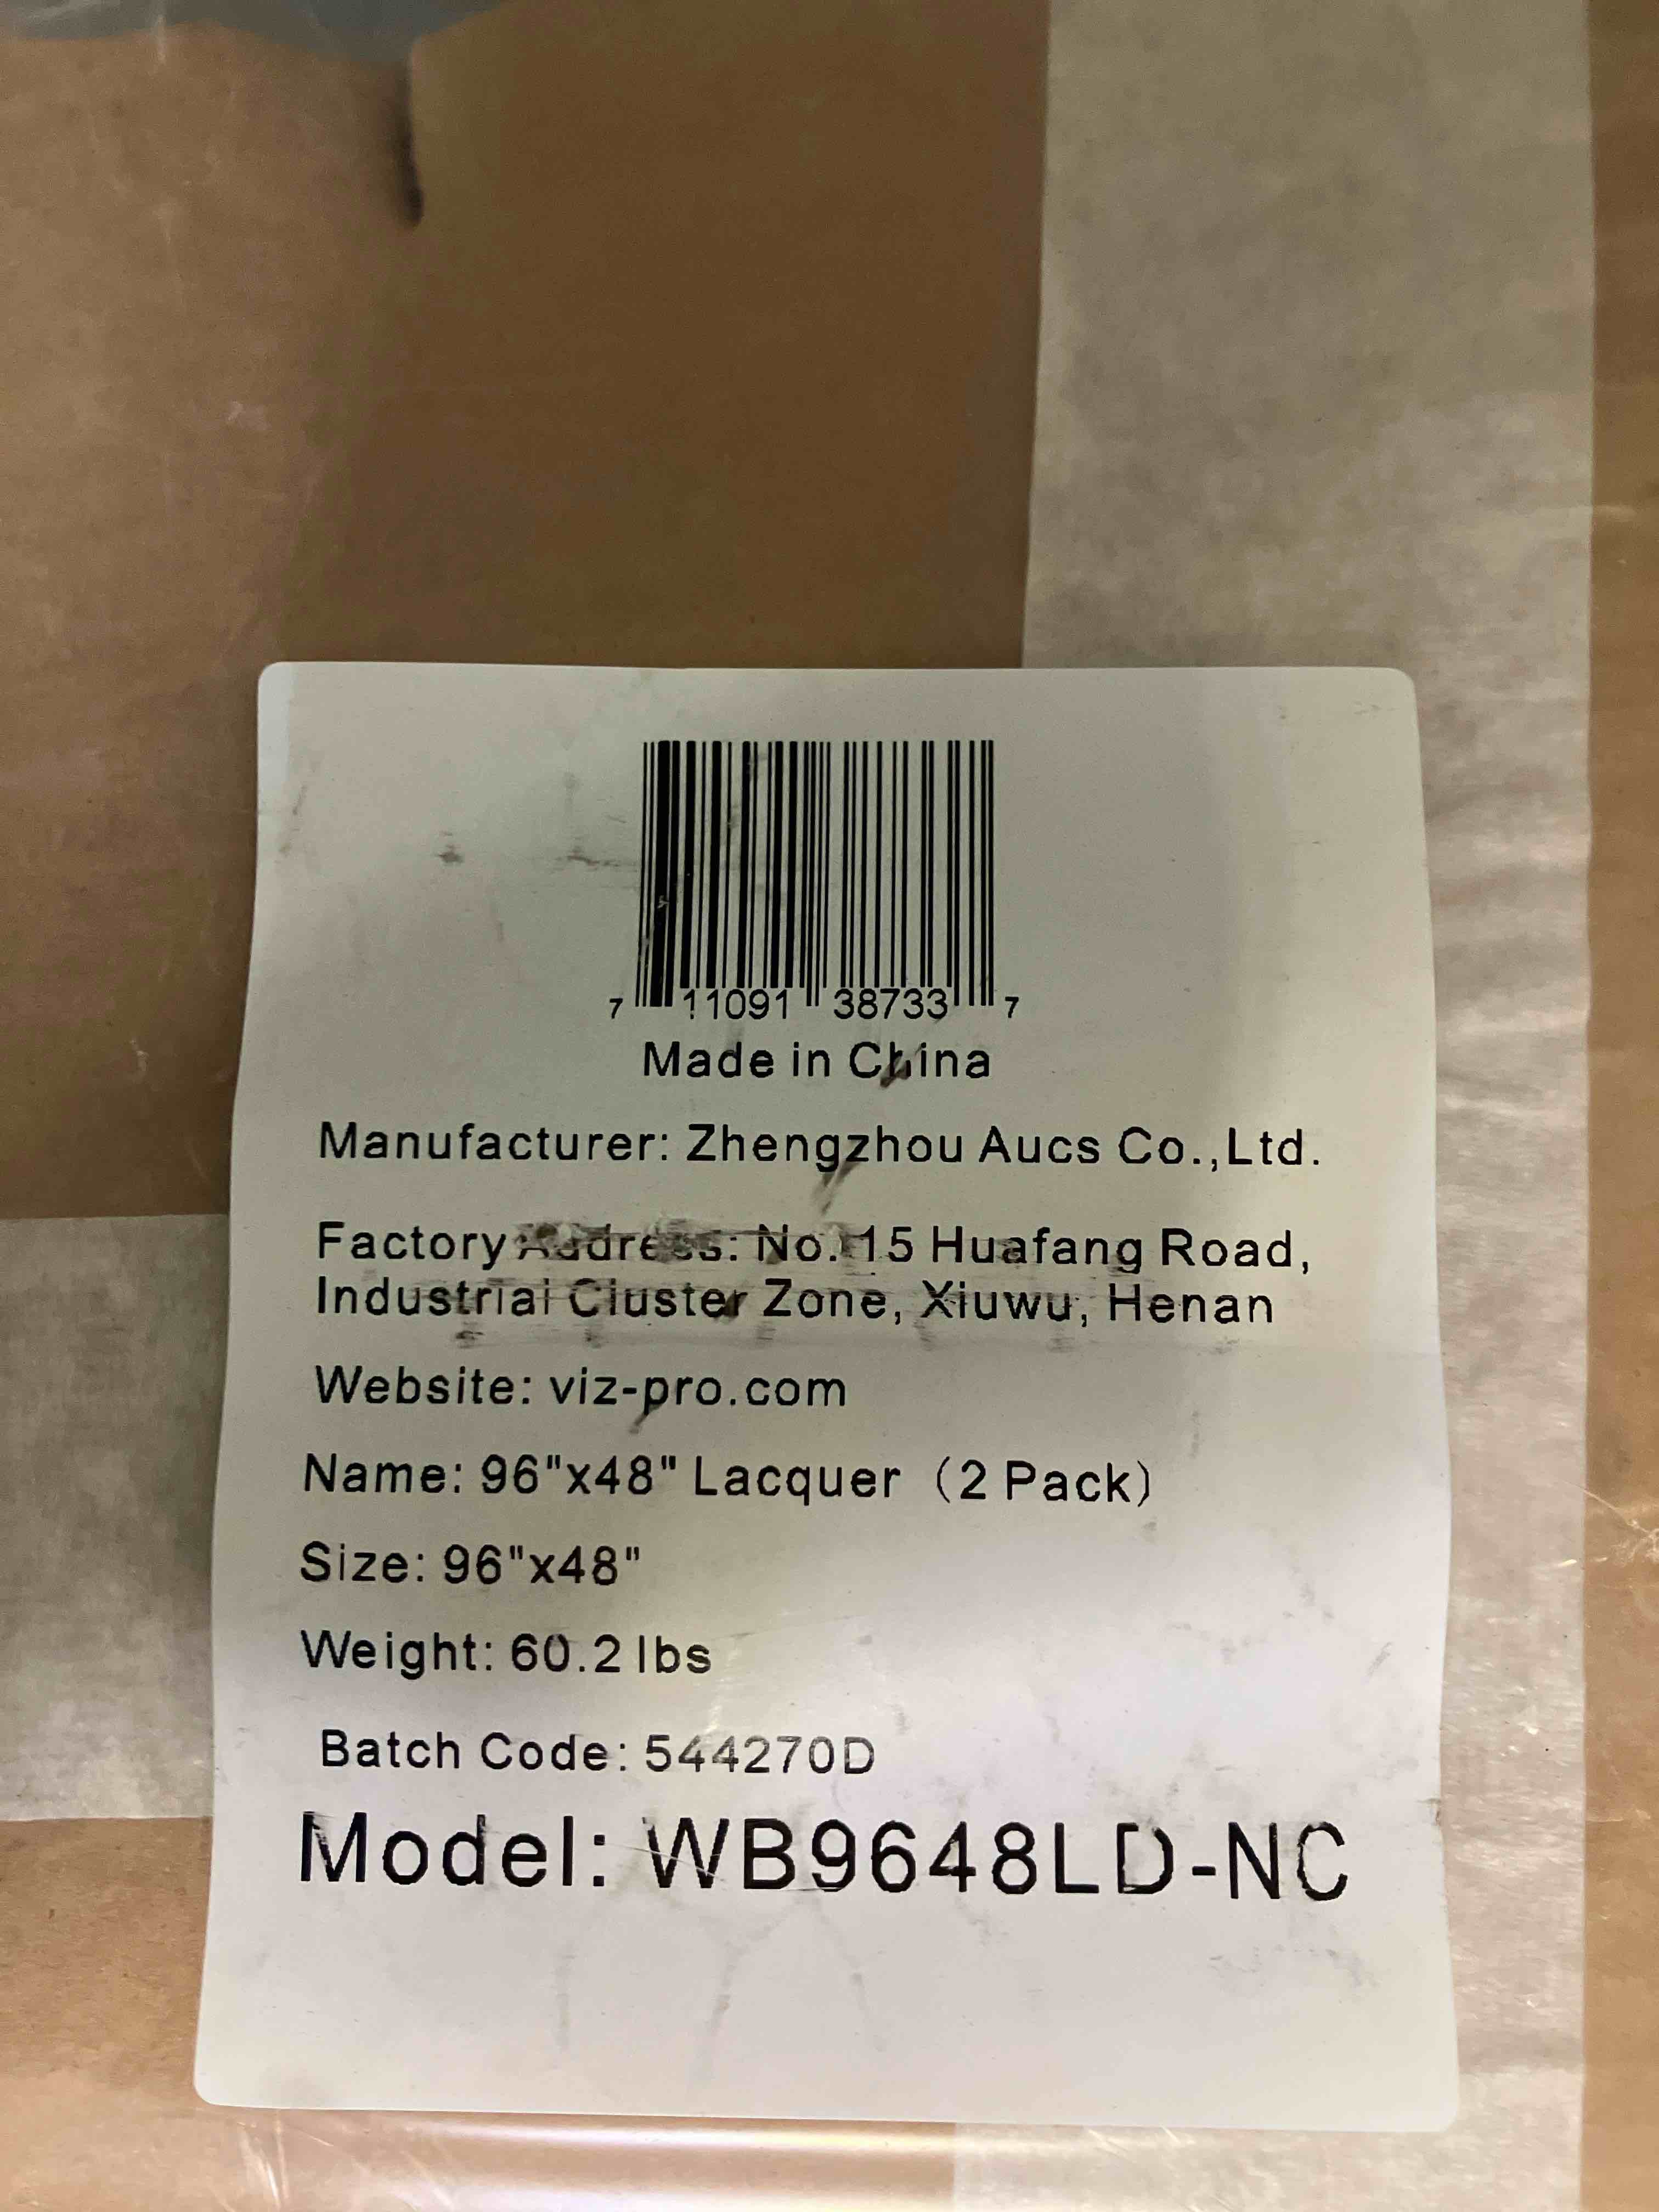 7 11091 38733 7
Made in China
Manufacturer: Zhengzhou Aucs Co.,Ltd.
Factory Address: No. 15 Huafang Road,
Industrial Cluster Zone, Xiuwu, Henan
Website: viz-pro.com
Name: 96"x48" Lacquer（2 Pack）
Size: 96"x48"
Weight: 60.2 lbs
Batch Code: 544270D
Model: WB9648LD-NC